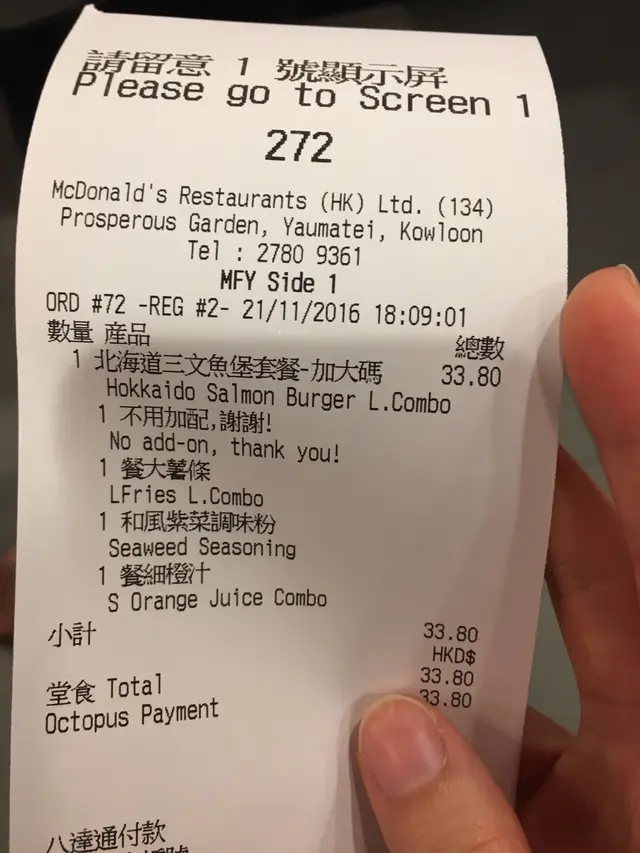 請留意 1 號顯示屏
Please go to Screen 1
272
McDonald's Restaurants (HK) Ltd. (134)
Prosperous Garden, Yaumatei, Kowloon
Tel : 2780 9361
MFY Side 1
ORD #72 -REG #2- 21/11/2016 18:09:01
數量 産品 總數
1 北海道三文魚堡套餐-加大碼 33.80
Hokkaido Salmon Burger L.Combo
1 不用加配,謝謝!
No add-on, thank you!
1 餐大薯條
LFries L.Combo
1 和風紫菜調味粉
Seaweed Seasoning
1 餐細橙汁
S Orange Juice Combo
小計 33.80
HKD$
堂食 Total 33.80
Octopus Payment 33.80
八達通付款